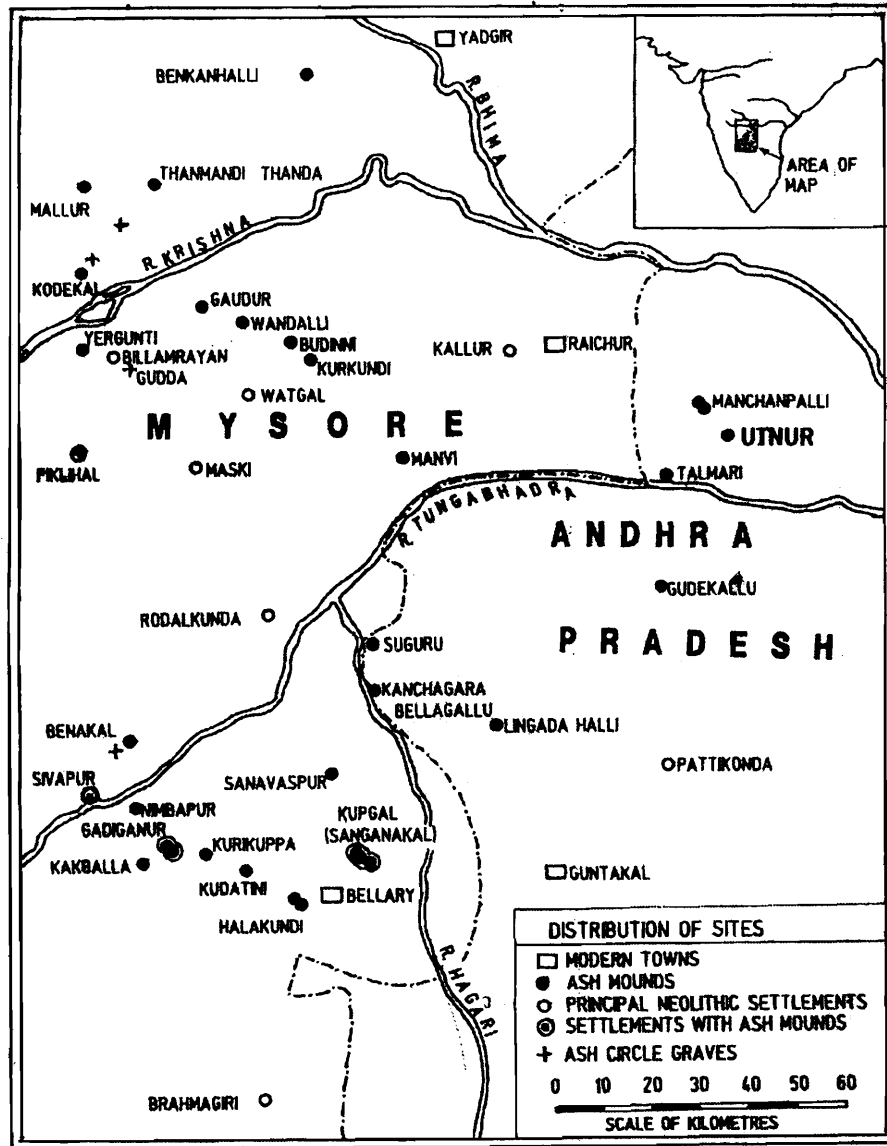 YADGIR
BENKANHALLI
R. BHIMA
AREA OF
MAP
THANMANDI THANDA
MALLUR
R. KRISHNA
KODEKAL
GAUDUR
WANDALLI
YERGUNTI
BUDINNI
BILLAMRAYAN
GUDDA
KURKUNDI
KALLUR
RAICHUR
WATGAL
MANCHANPALLI
MYSORE
UTNUR
PIKLIHAL
MASKI
MANVI
TALMARI
R. TUNGABHADRA
ANDHRA
GUDEKALLU
RODALKUNDA
SUGURU
PRADESH
KANCHAGARA
BELLAGALLU
LINGADA HALLI
BENAKAL
SIVAPUR
SANAVASPUR
PATTIKONDA
NIMBAPUR
GADIGANUR
KUPGAL
(SANGANAKAL)
KAKBALLA
KURIKUPPA
KUDATINI
BELLARY
GUNTAKAL
HALAKUNDI
R. HAGARI
BRAHMAGIRI
DISTRIBUTION OF SITES
MODERN TOWNS
ASH MOUNDS
PRINCIPAL NEOLITHIC SETTLEMENTS
SETTLEMENTS WITH ASH MOUNDS
ASH CIRCLE GRAVES
0 10 20 30 40 50 60
SCALE OF KILOMETRES